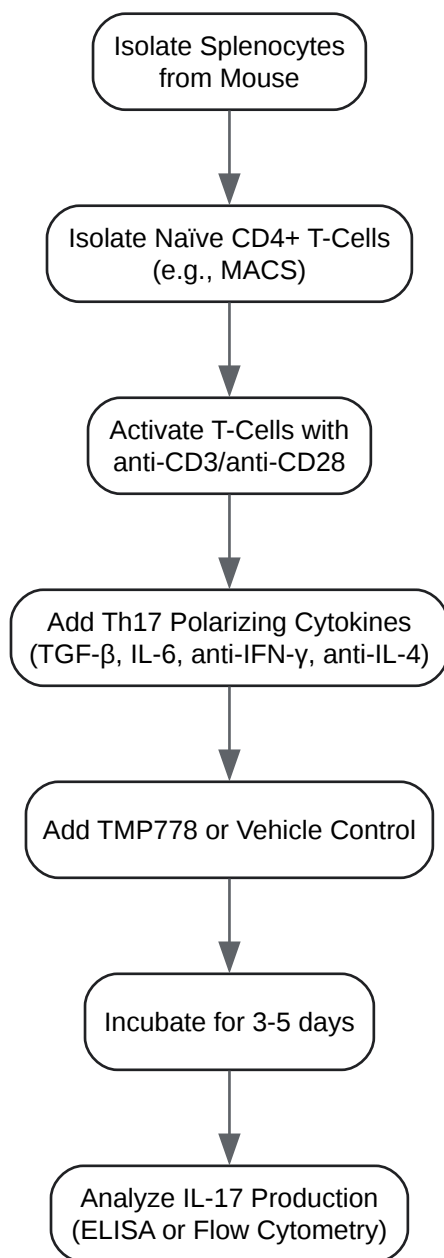 Isolate Splenocytes
from Mouse
Isolate Naïve CD4+ T-Cells
(e.g., MACS)
Activate T-Cells with
anti-CD3/anti-CD28
Add Th17 Polarizing Cytokines
(TGF-β, IL-6, anti-IFN-γ, anti-IL-4)
Add TMP778 or Vehicle Control
Incubate for 3-5 days
Analyze IL-17 Production
(ELISA or Flow Cytometry)